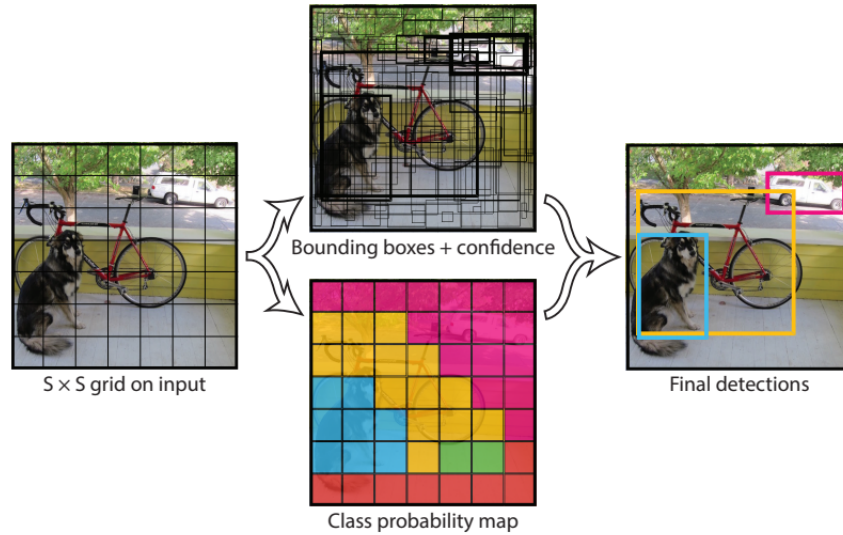 S × S grid on input
Bounding boxes + confidence
Class probability map
Final detections